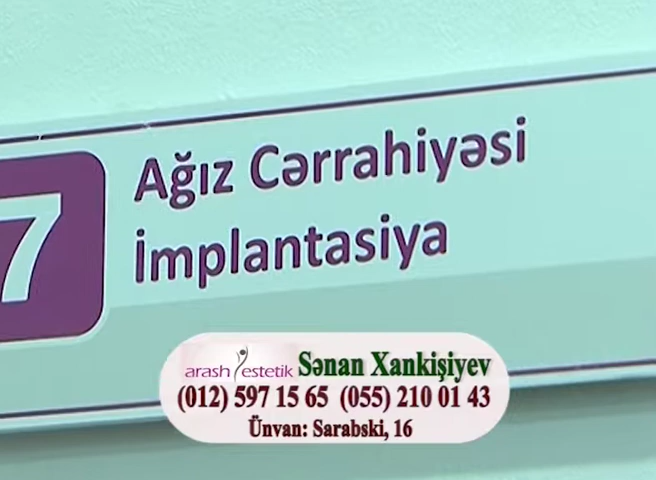 7
Ağız Cərrahiyəsi
İmplantasiya
arash estetik Sənan Xankişiyev
(012) 597 15 65 (055) 210 01 43
Ünvan: Sarabski, 16